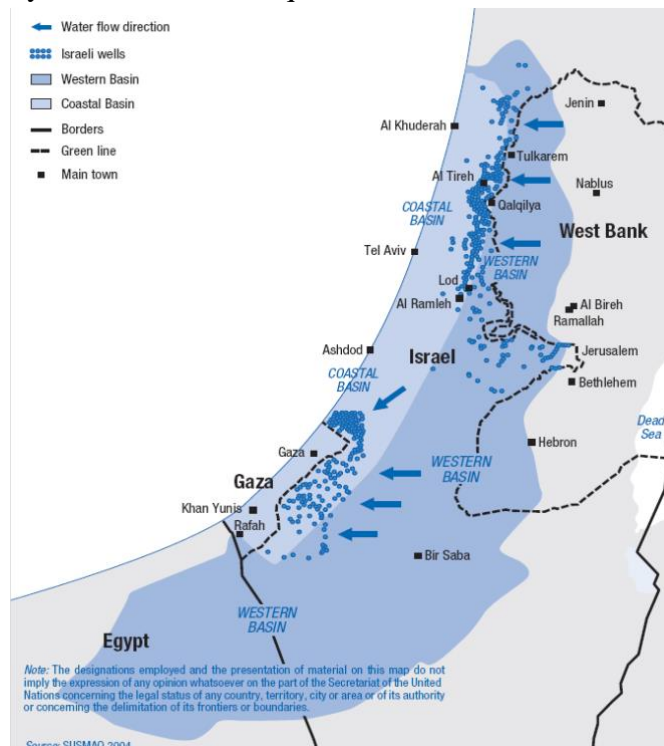 Water flow direction
Israeli wells
Western Basin
Coastal Basin
Borders
Green line
Main town
Jenin
Al Khuderah
Tulkarem
Al Tireh
Nablus
Qalqilya
COASTAL
BASIN
West Bank
Tel Aviv
WESTERN
BASIN
Lod
Al Ramleh
Al Bireh
Ramallah
Ashdod
Israel
Jerusalem
COASTAL
BASIN
Bethlehem
Dead
Sea
Gaza
Hebron
WESTERN
BASIN
Gaza
Khan Yunis
Rafah
Bir Saba
WESTERN
BASIN
Egypt
Note: The designations employed and the presentation of material on this map do not
imply the expression of any opinion whatsoever on the part of the Secretariat of the United
Nations concerning the legal status of any country, territory, city or area or of its authority
or concerning the delimitation of its frontiers or boundaries.
Source: SUSMAQ 2004